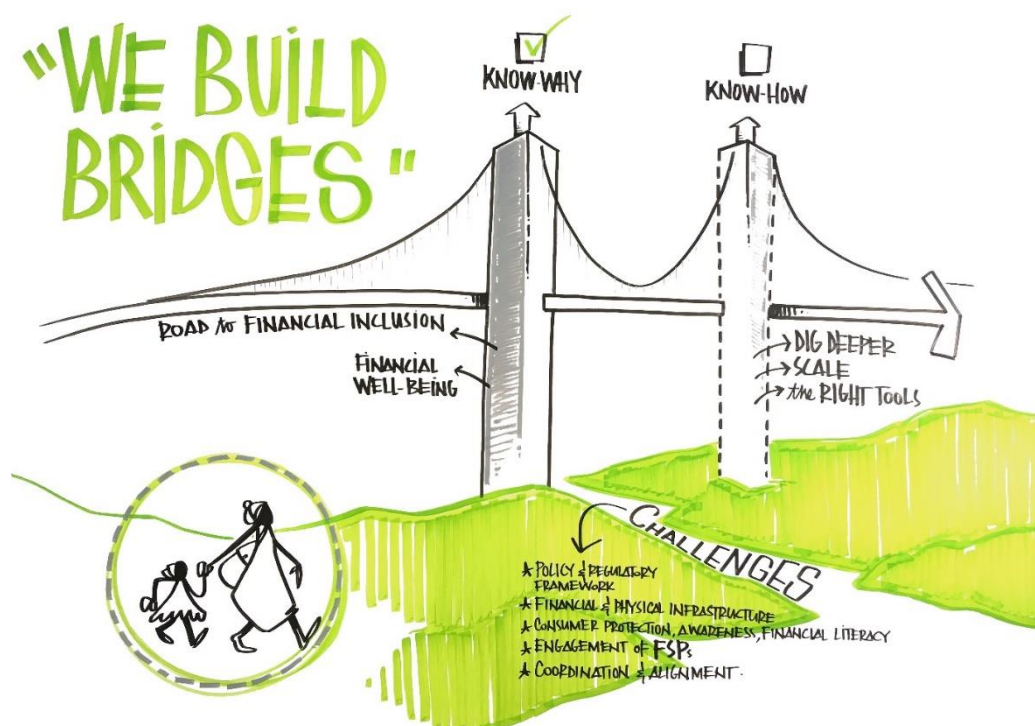 "WE BUILD
BRIDGES"
KNOW-WHY
KNOW-HOW
ROAD to FINANCIAL INCLUSION
FINANCIAL
WELL-BEING
DIG DEEPER
SCALE
the RIGHT TOOLS
CHALLENGES
* POLICY & REGULATORY
FRAMEWORK
* FINANCIAL & PHYSICAL INFRASTRUCTURE
* CONSUMER PROTECTION, AWARENESS, FINANCIAL LITERACY
* ENGAGEMENT of FSPs
* COORDINATION & ALIGNMENT.